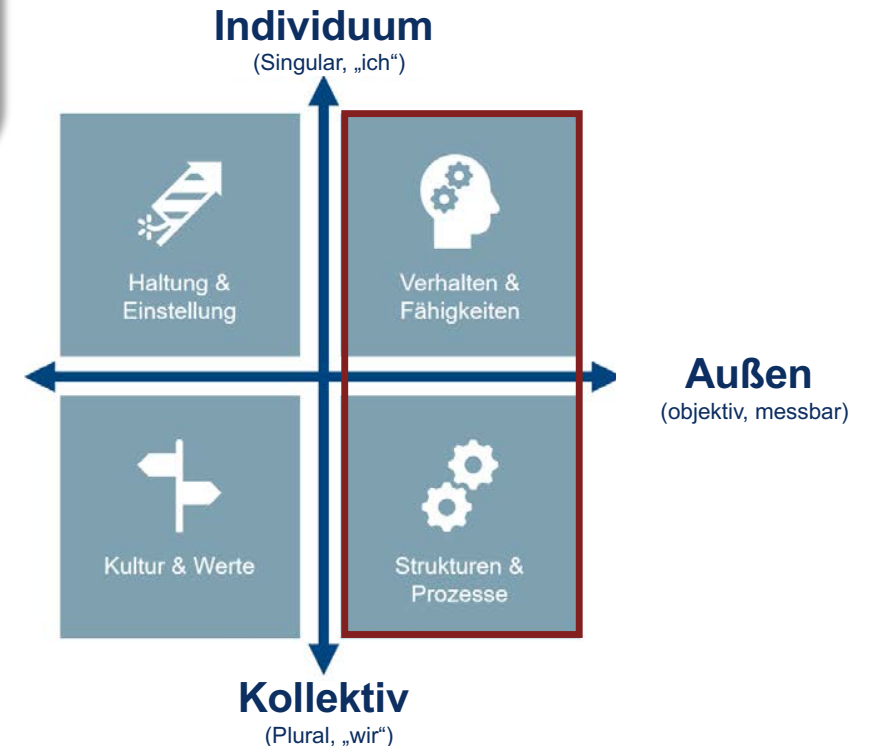 Individuum
(Singular, „ich“)
Haltung &
Einstellung
Verhalten &
Fähigkeiten
Außen
(objektiv, messbar)
Kultur & Werte
Strukturen &
Prozesse
Kollektiv
(Plural, „wir“)